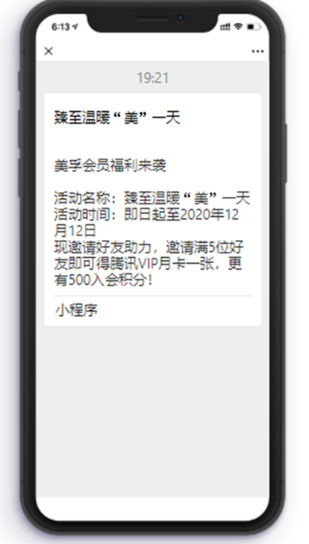 6:13
19:21
臻至温暖“美”一天
美孚会员福利来袭
活动名称：臻至温暖“美”一天
活动时间：即日起至2020年12
月12日
现邀请好友助力，邀请满5位好
友即可得腾讯VIP月卡一张，更
有500入会积分！
小程序